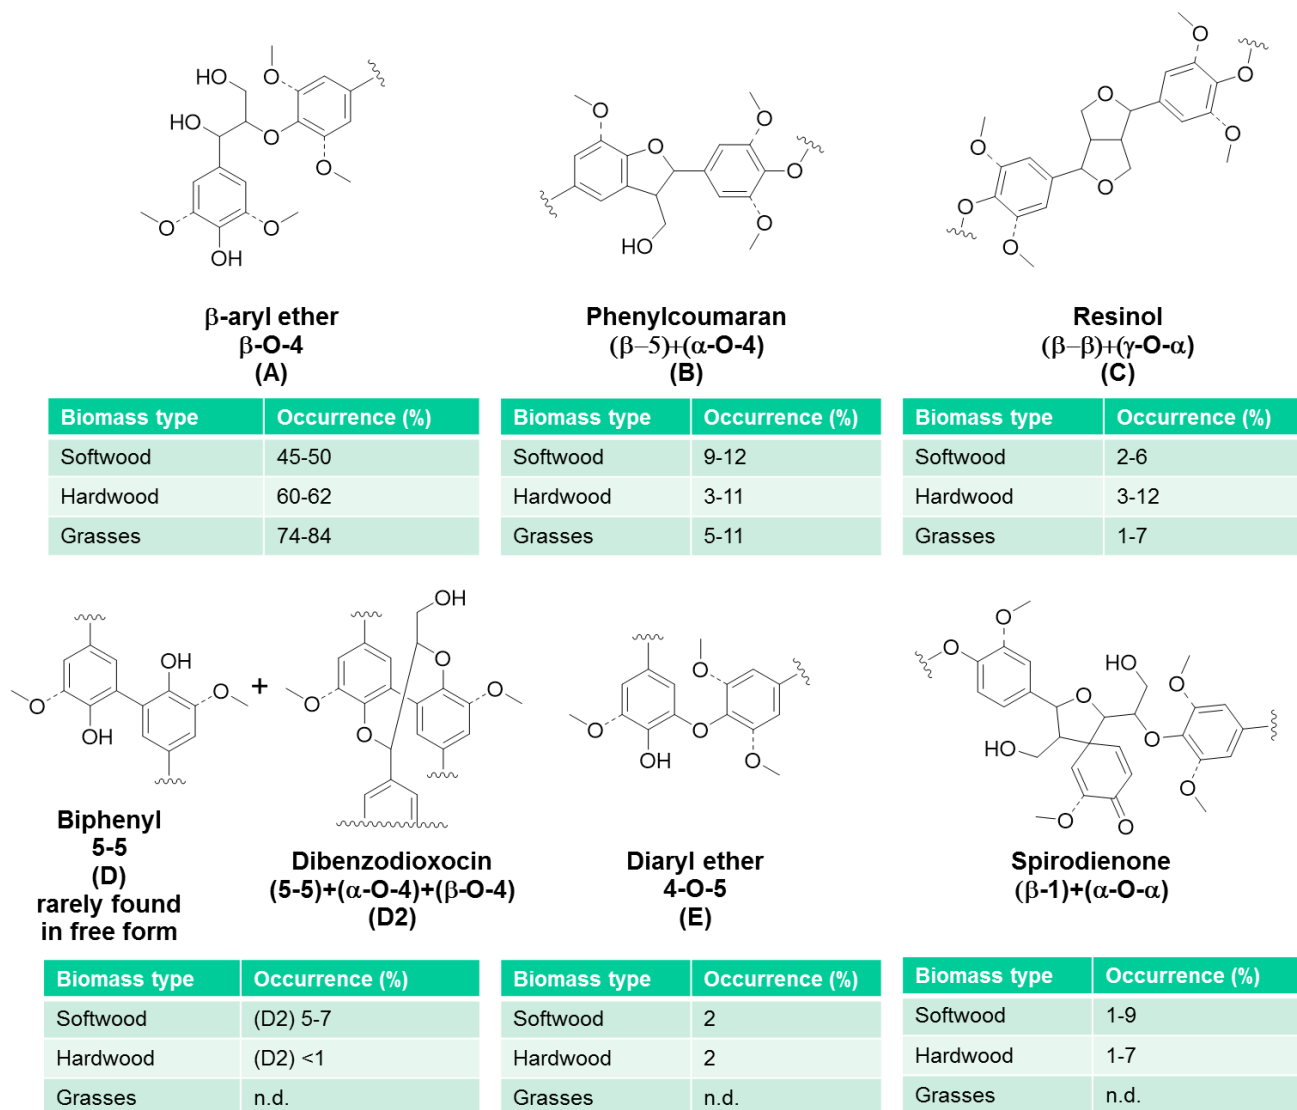 HO
HO
O
O
O
O
O
OH
β-aryl ether
β-O-4
(A)
O
O
O
O
O
HO
Phenylcoumaran
(β–5)+(α-O-4)
(B)
O
O
O
O
O
O
O
O
Resinol
(β–β)+(γ-O-α)
(C)
Biomass type Occurrence (%)
Softwood 45-50
Hardwood 60-62
Grasses 74-84
Biomass type Occurrence (%)
Softwood 9-12
Hardwood 3-11
Grasses 5-11
Biomass type Occurrence (%)
Softwood 2-6
Hardwood 3-12
Grasses 1-7
OH
O
O
OH
+
Biphenyl
5-5
(D)
rarely found
in free form
OH
O
O
O
O
Dibenzodioxocin
(5-5)+(α-O-4)+(β-O-4)
(D2)
O
O
O
OH
O
Diaryl ether
4-O-5
(E)
O
O
HO
O
O
HO
O
O
O
O
Spirodienone
(β-1)+(α-O-α)
Biomass type Occurrence (%)
Softwood (D2) 5-7
Hardwood (D2) <1
Grasses n.d.
Biomass type Occurrence (%)
Softwood 2
Hardwood 2
Grasses n.d.
Biomass type Occurrence (%)
Softwood 1-9
Hardwood 1-7
Grasses n.d.